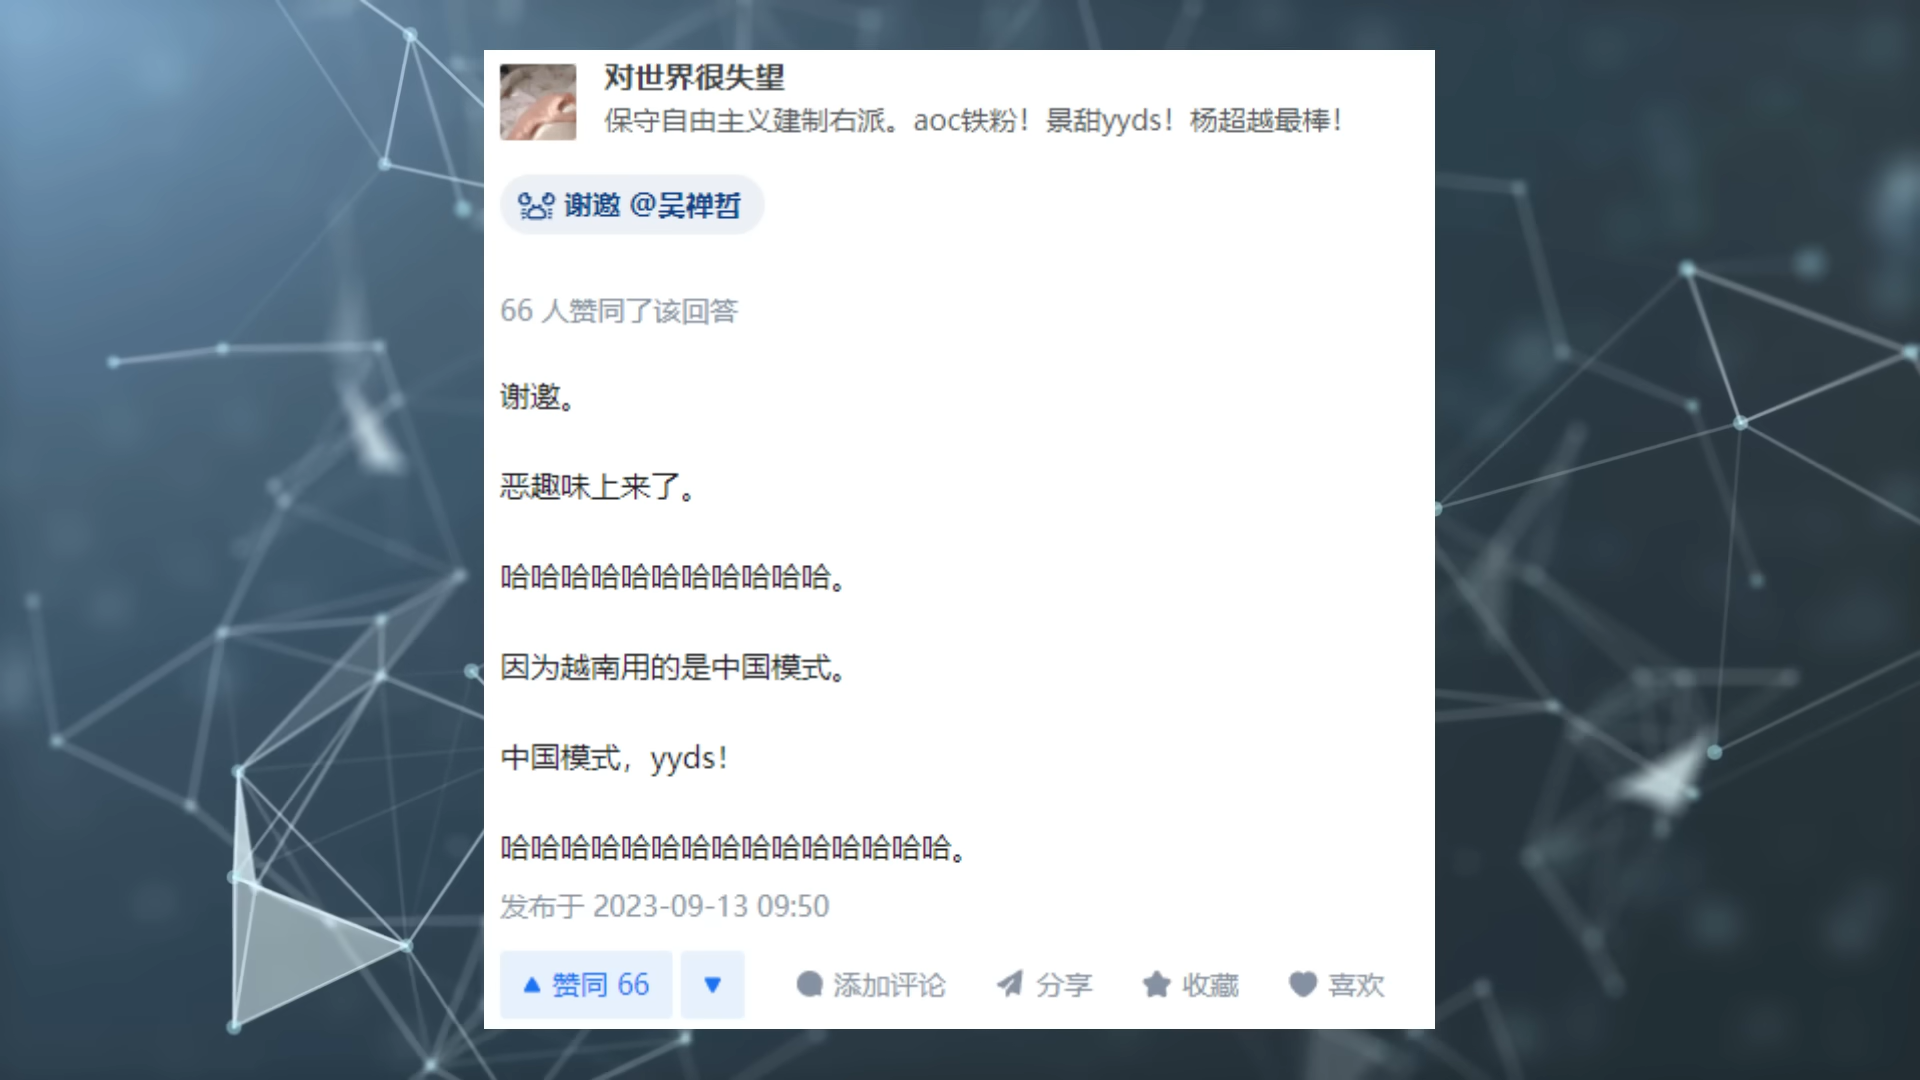 对世界很失望
保守自由主义建制右派。aoc铁粉！景甜yyds！杨超越最棒！
谢邀 @吴禅哲
66 人赞同了该回答
谢邀。
恶趣味上来了。
哈哈哈哈哈哈哈哈哈哈哈。
因为越南用的是中国模式。
中国模式，yyds！
哈哈哈哈哈哈哈哈哈哈哈哈哈哈哈。
发布于 2023-09-13 09:50
赞同 66 添加评论 分享 收藏 喜欢